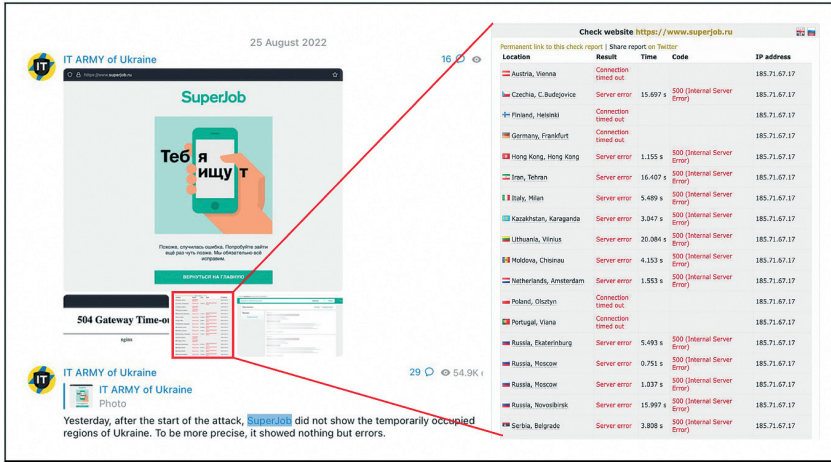 25 August 2022
IT ARMY of Ukraine
16
https://www.superjob.ru
SuperJob
Тебя
ищут
Похоже, случилась ошибка. Попробуйте зайти
ещё раз чуть позже. Мы обязательно всё
исправим.
ВЕРНУТЬСЯ НА ГЛАВНУЮ
504 Gateway Time-o
nginx
IT ARMY of Ukraine
29 54.9K
IT ARMY of Ukraine
Photo
Yesterday, after the start of the attack, SuperJob did not show the temporarily occupied
regions of Ukraine. To be more precise, it showed nothing but errors.
Check website https://www.superjob.ru
Permanent link to this check report | Share report on Twitter
Location Result Time Code IP address
Austria, Vienna Connection timed out 185.71.67.17
Czechia, C.Budejovice Server error 15.697 s 500 (Internal Server Error) 185.71.67.17
Finland, Helsinki Connection timed out 185.71.67.17
Germany, Frankfurt Connection timed out 185.71.67.17
Hong Kong, Hong Kong Server error 1.155 s 500 (Internal Server Error) 185.71.67.17
Iran, Tehran Server error 16.407 s 500 (Internal Server Error) 185.71.67.17
Italy, Milan Server error 5.489 s 500 (Internal Server Error) 185.71.67.17
Kazakhstan, Karaganda Server error 3.047 s 500 (Internal Server Error) 185.71.67.17
Lithuania, Vilnius Server error 20.084 s 500 (Internal Server Error) 185.71.67.17
Moldova, Chisinau Server error 4.153 s 500 (Internal Server Error) 185.71.67.17
Netherlands, Amsterdam Server error 1.553 s 500 (Internal Server Error) 185.71.67.17
Poland, Olsztyn Connection timed out 185.71.67.17
Portugal, Viana Connection timed out 185.71.67.17
Russia, Ekaterinburg Server error 5.493 s 500 (Internal Server Error) 185.71.67.17
Russia, Moscow Server error 0.751 s 500 (Internal Server Error) 185.71.67.17
Russia, Moscow Server error 1.037 s 500 (Internal Server Error) 185.71.67.17
Russia, Novosibirsk Server error 15.997 s 500 (Internal Server Error) 185.71.67.17
Serbia, Belgrade Server error 3.808 s 500 (Internal Server Error) 185.71.67.17